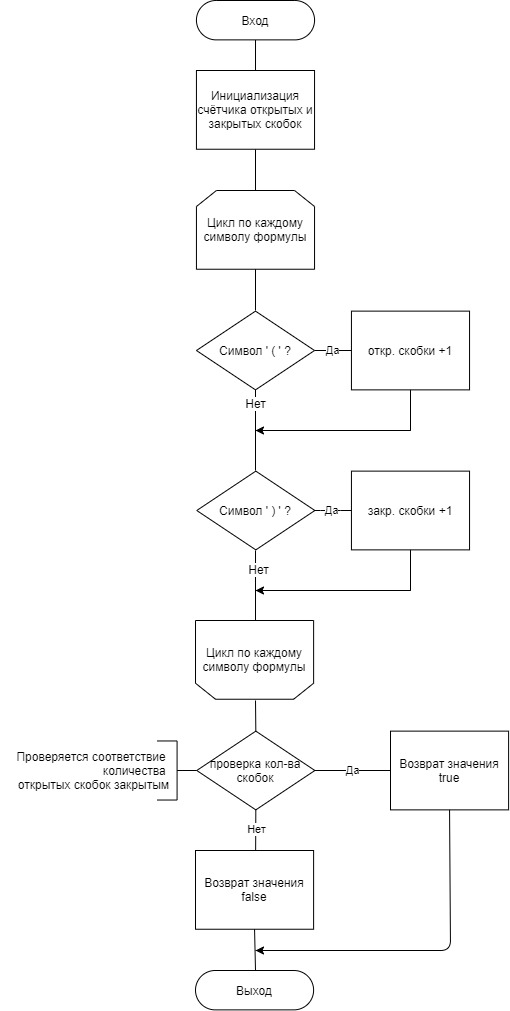 Вход
Инициализация
счётчика открытых и
закрытых скобок
Цикл по каждому
символу формулы
Символ ' ( ' ?
Да
откр. скобки +1
Нет
Символ ' ) ' ?
Да
закр. скобки +1
Нет
Цикл по каждому
символу формулы
Проверяется соответствие
количества
открытых скобок закрытым
проверка кол-ва
скобок
Да
Возврат значения
true
Нет
Возврат значения
false
Выход